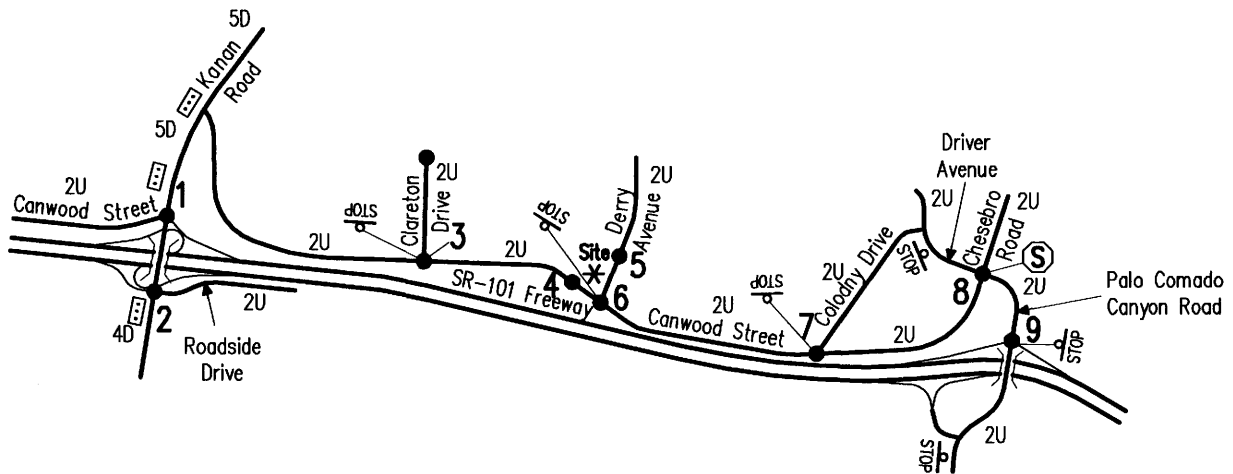 5D
Kanan
Road
5D
2U
Canwood Street
1
2
4D
Roadside
Drive
2U
2U
STOP
Clareton
Drive
2U
3
2U
STOP
Site
4
5
6
Derry
Avenue
2U
SR-101 Freeway
Canwood Street
2U
STOP
7
Colodny Drive
2U
2U
STOP
Driver
Avenue
2U
Chesebro
Road
2U
S
8
2U
Palo Comado
Canyon Road
9
STOP
2U
STOP